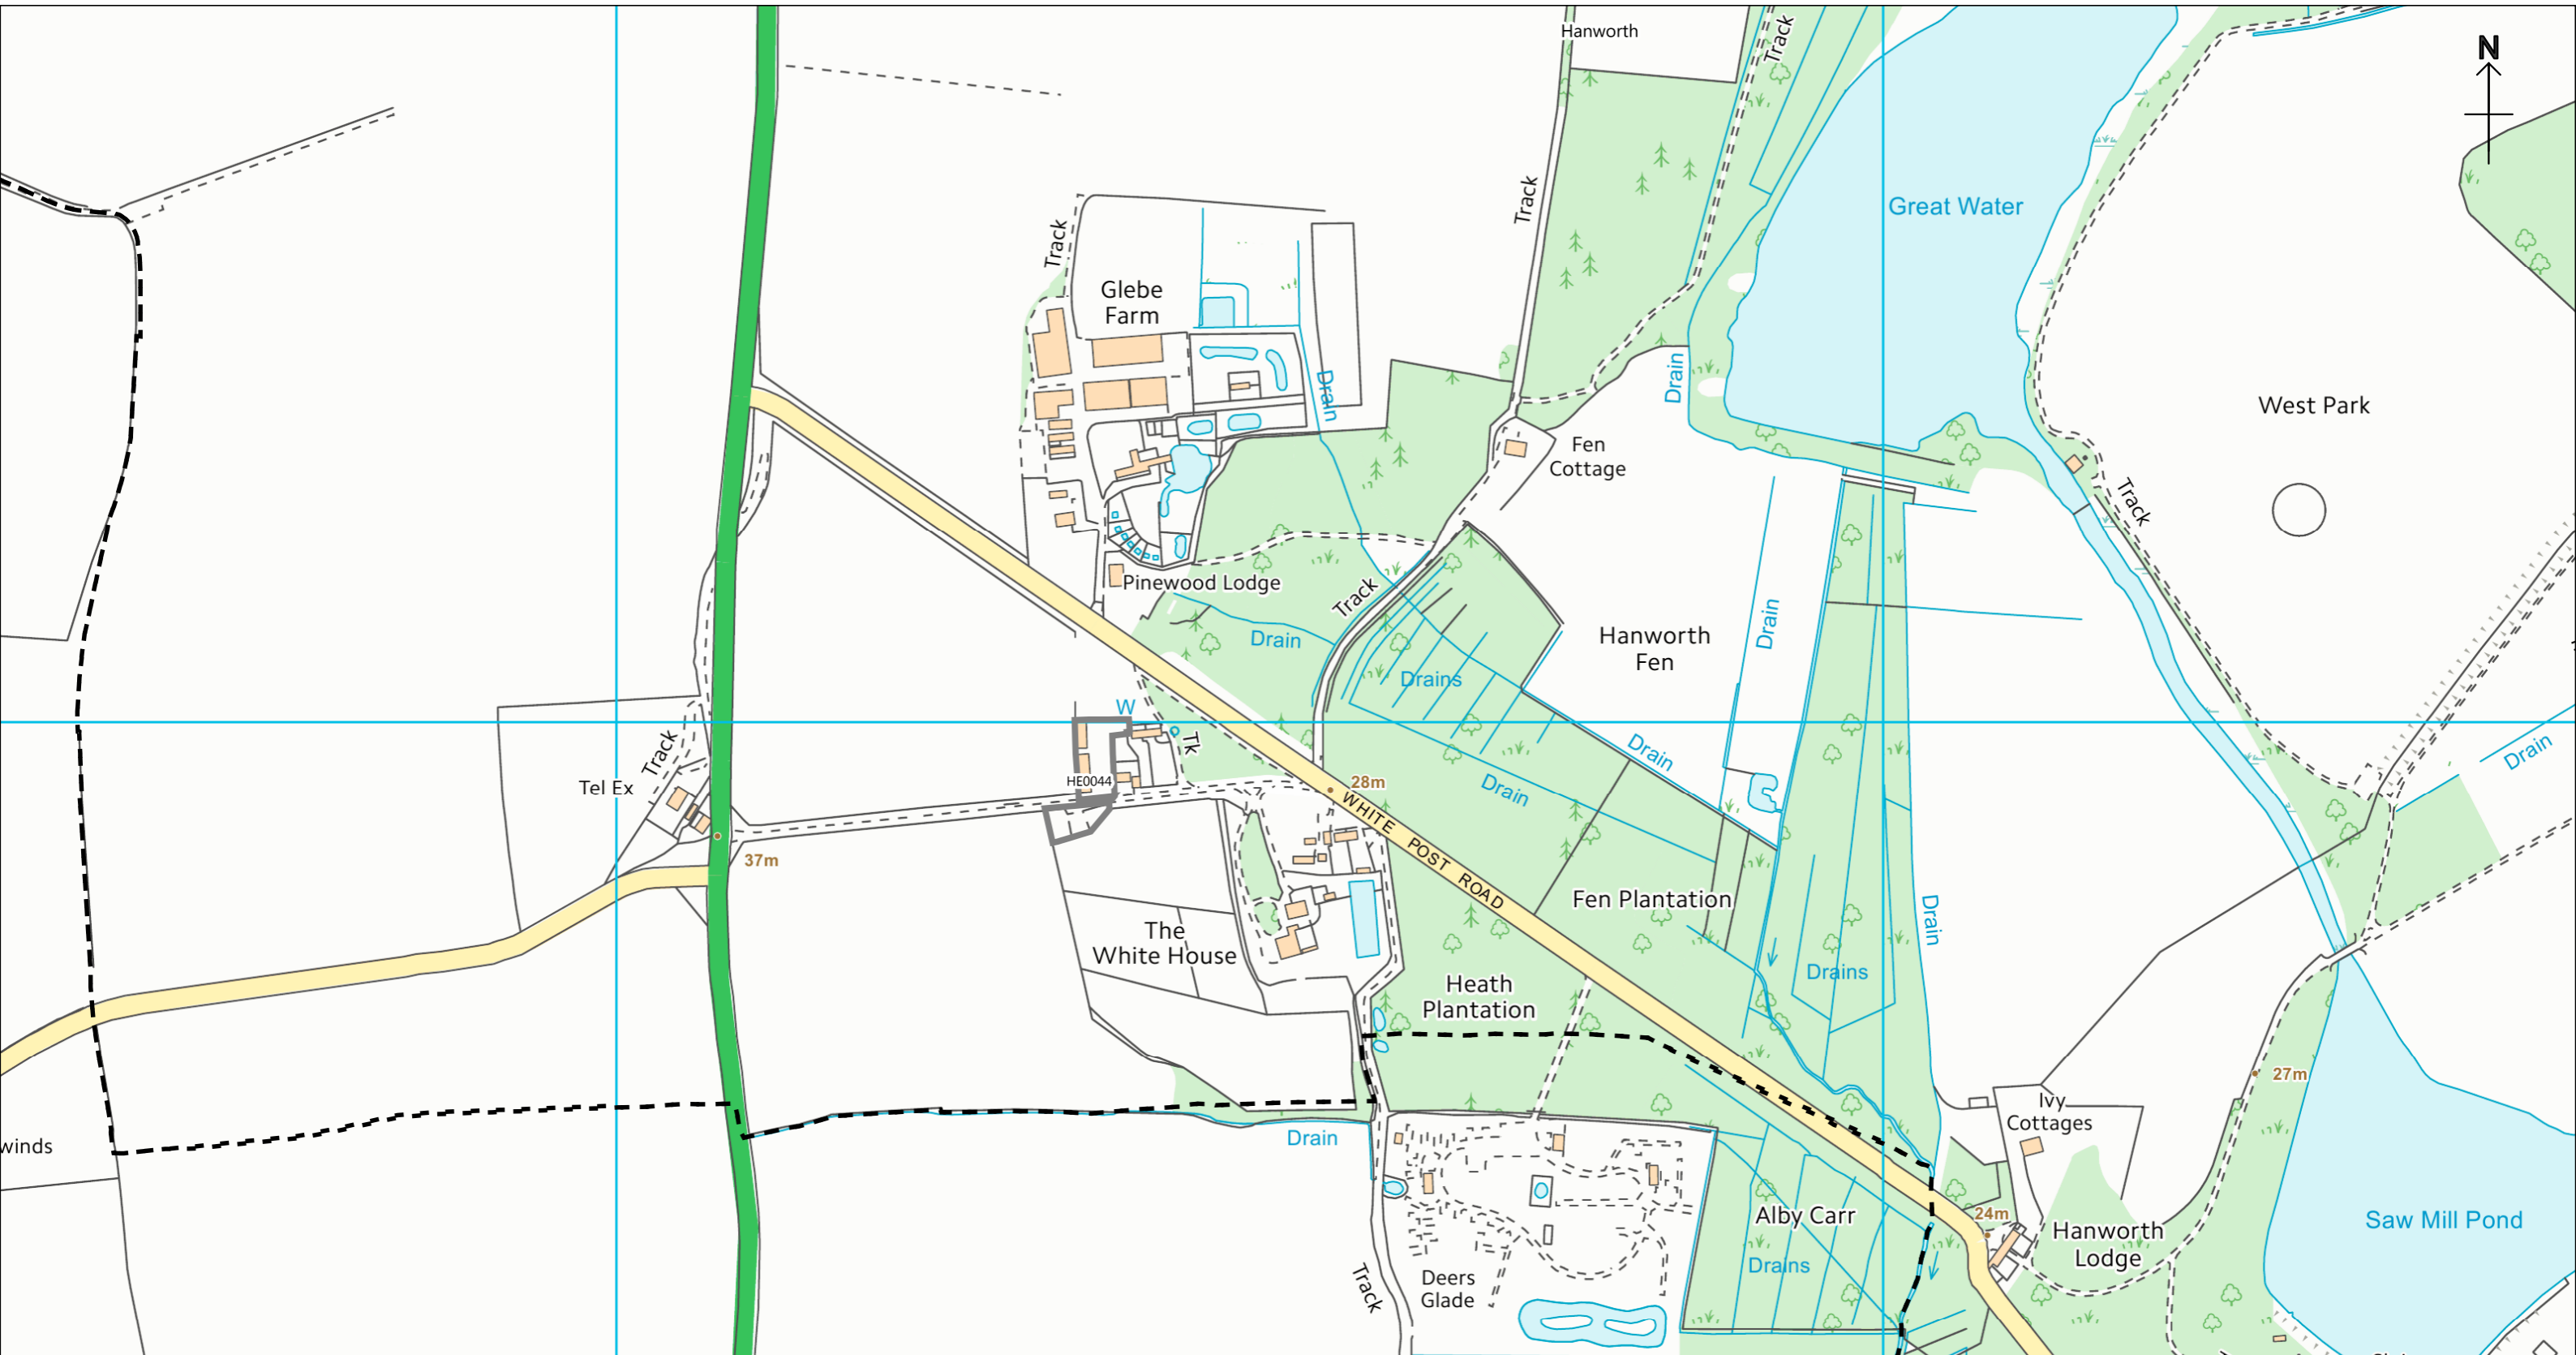 Hanworth
Track
N
Great Water
Track
Track
Glebe
Farm
Drain
Drain
West Park
Fen
Cottage
Track
Pinewood Lodge
Track
Drain
Drain
Hanworth
Fen
Drains
W
Tk
Track
Drain
Drain
Drain
Tel Ex
HE0044
28m
WHITE POST ROAD
37m
Fen Plantation
Drain
The
White House
Drains
Heath
Plantation
27m
Ivy
Cottages
winds
Drain
Alby Carr
24m
Hanworth
Lodge
Saw Mill Pond
Drains
Track
Deers
Glade